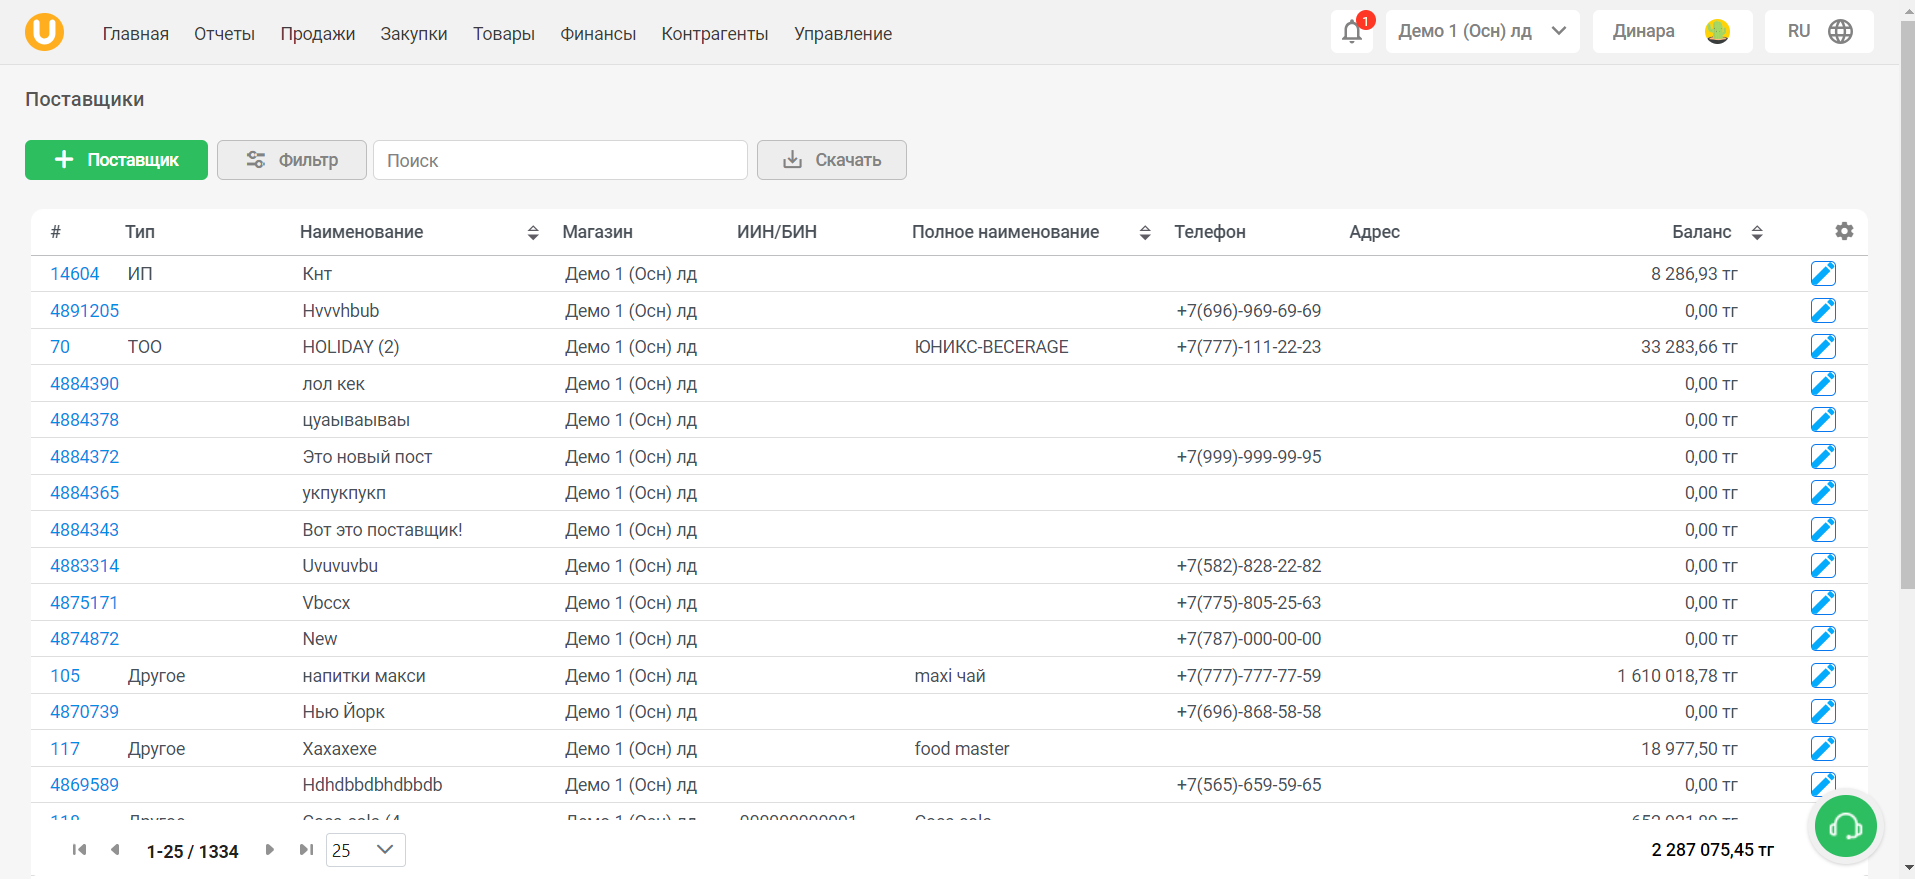 U Главная Отчеты Продажи Закупки Товары Финансы Контрагенты Управление 1 Демо 1 (Осн) лд Динара RU
Поставщики
Поставщик Фильтр Поиск Скачать
# Тип Наименование Магазин ИИН/БИН Полное наименование Телефон Адрес Баланс
14604 ИП Кнт Демо 1 (Осн) лд 8 286,93 тг
4891205 Hvvvhbub Демо 1 (Осн) лд +7(696)-969-69-69 0,00 тг
70 ТОО HOLIDAY (2) Демо 1 (Осн) лд ЮНИКС-BECERAGE +7(777)-111-22-23 33 283,66 тг
4884390 лол кек Демо 1 (Осн) лд 0,00 тг
4884378 цуаываываы Демо 1 (Осн) лд 0,00 тг
4884372 Это новый пост Демо 1 (Осн) лд +7(999)-999-99-95 0,00 тг
4884365 укпукпукп Демо 1 (Осн) лд 0,00 тг
4884343 Вот это поставщик! Демо 1 (Осн) лд 0,00 тг
4883314 Uvuvuvbu Демо 1 (Осн) лд +7(582)-828-22-82 0,00 тг
4875171 Vbccx Демо 1 (Осн) лд +7(775)-805-25-63 0,00 тг
4874872 New Демо 1 (Осн) лд +7(787)-000-00-00 0,00 тг
105 Другое напитки макси Демо 1 (Осн) лд maxi чай +7(777)-777-77-59 1 610 018,78 тг
4870739 Нью Йорк Демо 1 (Осн) лд +7(696)-868-58-58 0,00 тг
117 Другое Хахахехе Демо 1 (Осн) лд food master 18 977,50 тг
4869589 Hdhdbbdbhdbbdb Демо 1 (Осн) лд +7(565)-659-59-65 0,00 тг
Другое Демо 1 (Осн) лд
1-25 / 1334 25 2 287 075,45 тг